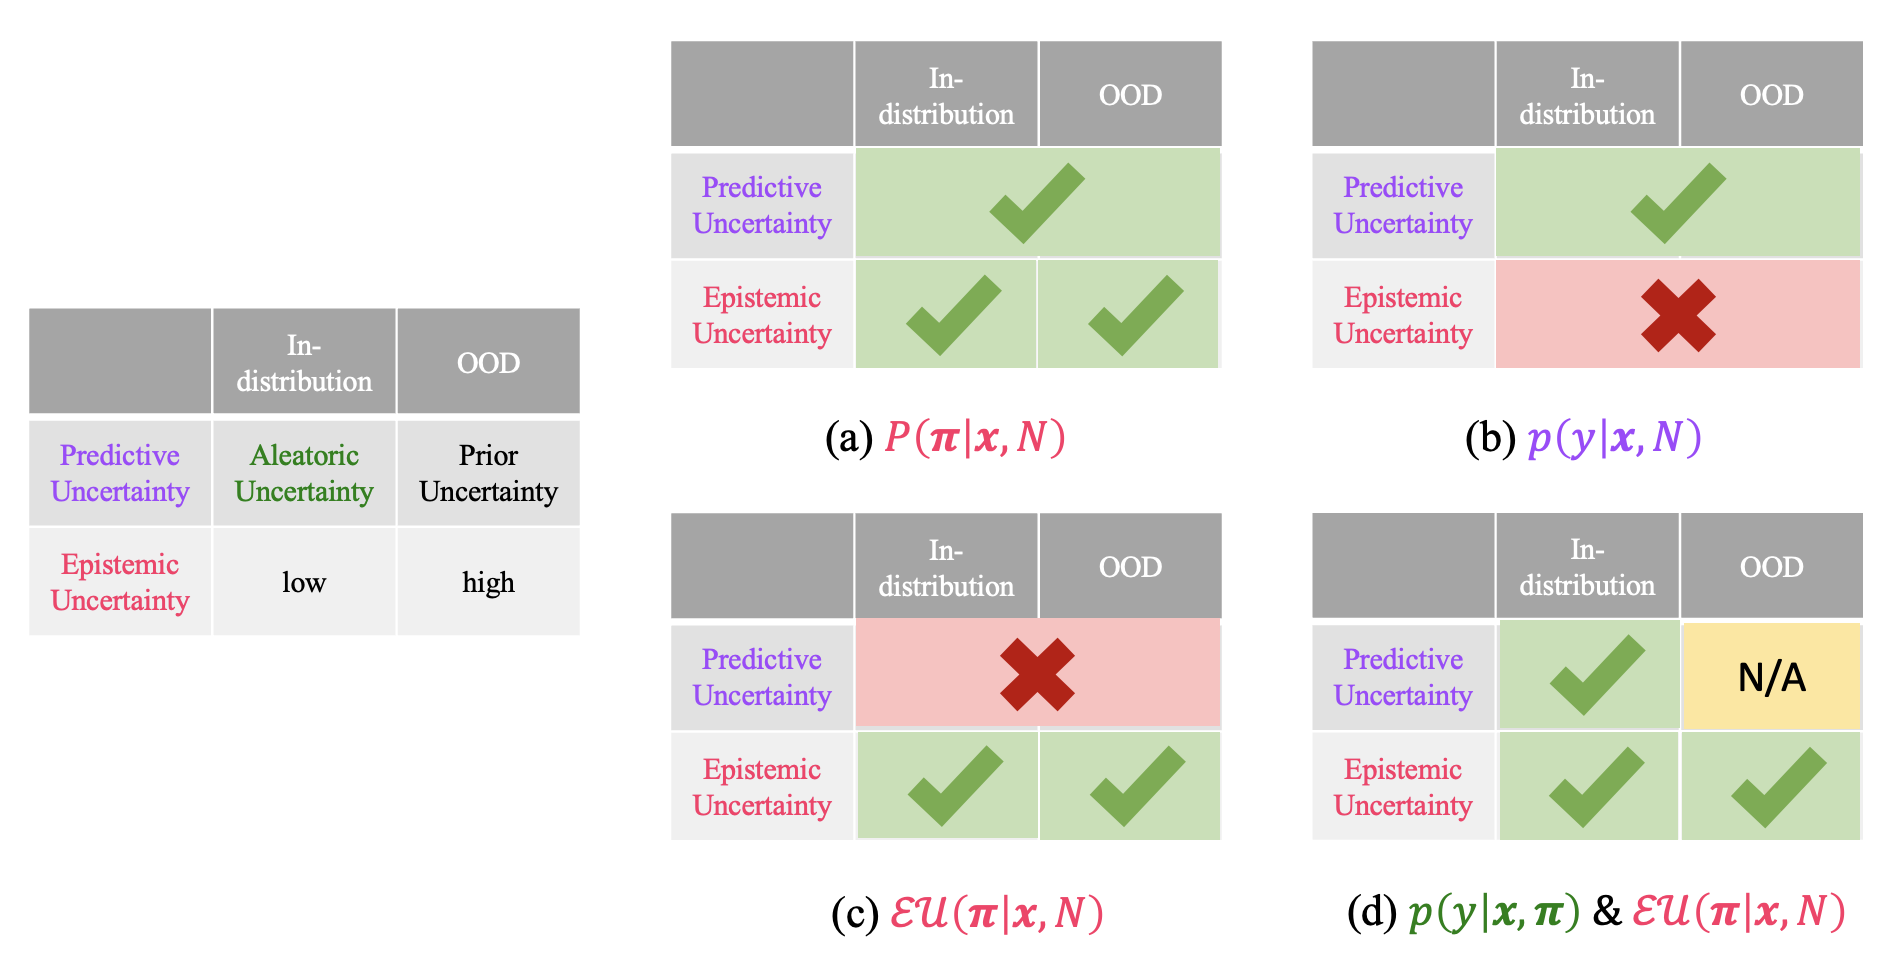 In-
distribution
OOD
Predictive
Uncertainty
Aleatoric
Uncertainty
Prior
Uncertainty
Epistemic
Uncertainty
low
high
In-
distribution
OOD
Predictive
Uncertainty
Epistemic
Uncertainty
(a) P(π|x, N)
In-
distribution
OOD
Predictive
Uncertainty
Epistemic
Uncertainty
(b) p(y|x, N)
In-
distribution
OOD
Predictive
Uncertainty
Epistemic
Uncertainty
(c) ℰ𝒰(π|x, N)
In-
distribution
OOD
Predictive
Uncertainty
N/A
Epistemic
Uncertainty
(d) p(y|x, π) & ℰ𝒰(π|x, N)